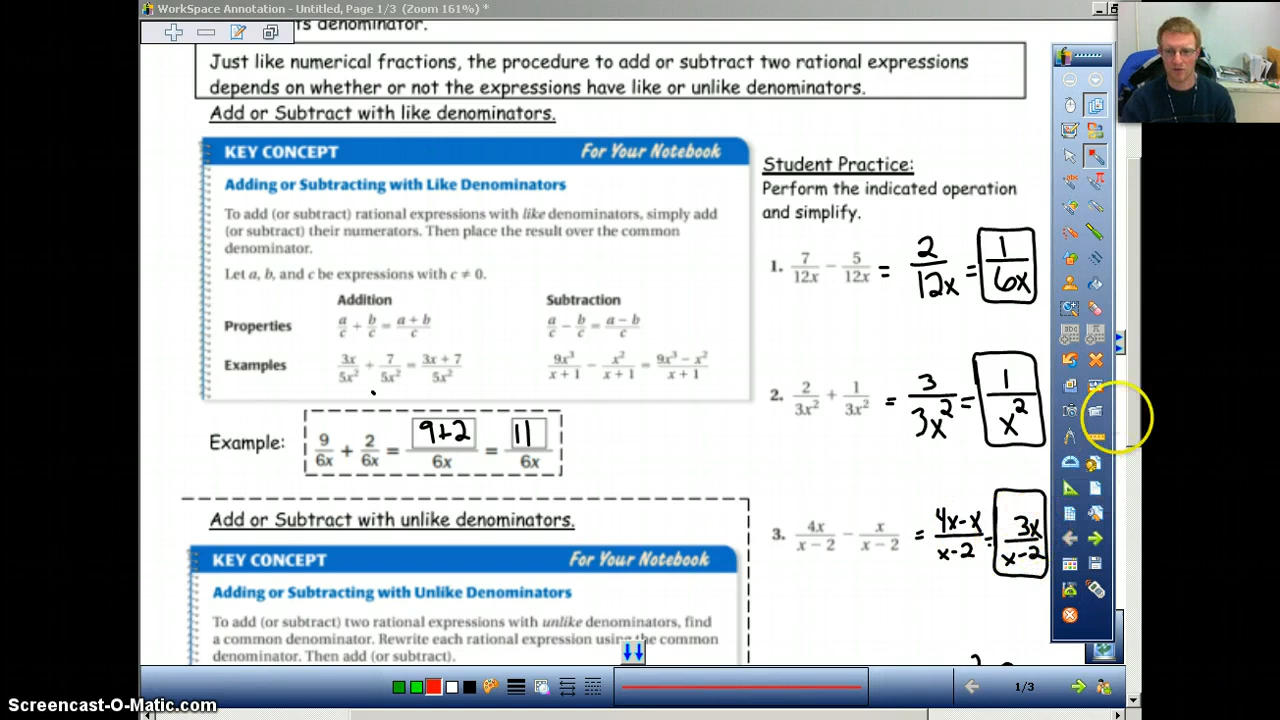 WorkSpace Annotation - Untitled, Page 1/3 (Zoom 161%) *
ts denominator.
Just like numerical fractions, the procedure to add or subtract two rational expressions
depends on whether or not the expressions have like or unlike denominators.
Add or Subtract with like denominators.
KEY CONCEPT For Your Notebook
Adding or Subtracting with Like Denominators
To add (or subtract) rational expressions with like denominators, simply add
(or subtract) their numerators. Then place the result over the common
denominator.
Let a, b, and c be expressions with c ≠ 0.
Addition Subtraction
Properties a/c + b/c = a + b/c a/c − b/c = a − b/c
Examples 3x/5x² + 7/5x² = 3x + 7/5x² 9x³/x + 1 − x²/x + 1 = 9x³ − x²/x + 1
Example: 9/6x + 2/6x = 9+2/6x = 11/6x
Add or Subtract with unlike denominators.
KEY CONCEPT For Your Notebook
Adding or Subtracting with Unlike Denominators
To add (or subtract) two rational expressions with unlike denominators, find
a common denominator. Rewrite each rational expression using the common
denominator. Then add (or subtract).
Student Practice:
Perform the indicated operation
and simplify.
1. 7/12x − 5/12x = 2/12x = 1/6x
2. 2/3x² + 1/3x² = 3/3x² = 1/x²
3. 4x/x − 2 − x/x − 2 = 4x-x/x-2 = 3x/x-2
1/3
Screencast-O-Matic.com